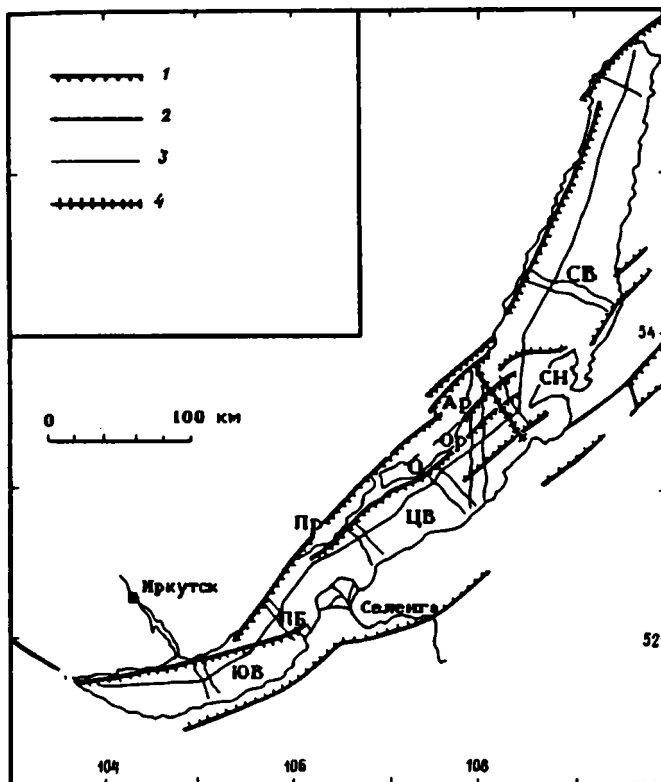 1
2
3
4
СВ
54
0 100 км
СН
Ар
Ор
О
ЦВ
Пр
Иркутск
ПБ
Селенга
52
ЮВ
104 106 108